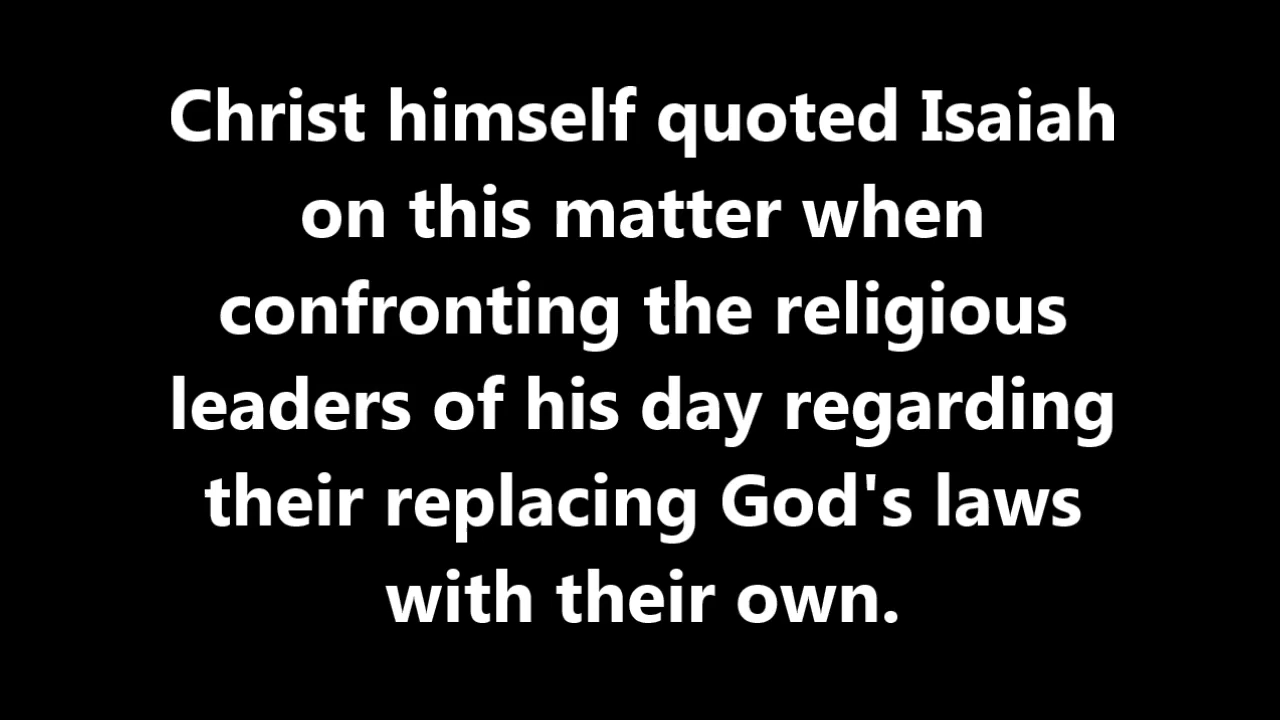 Christ himself quoted Isaiah
on this matter when
confronting the religious
leaders of his day regarding
their replacing God's laws
with their own.